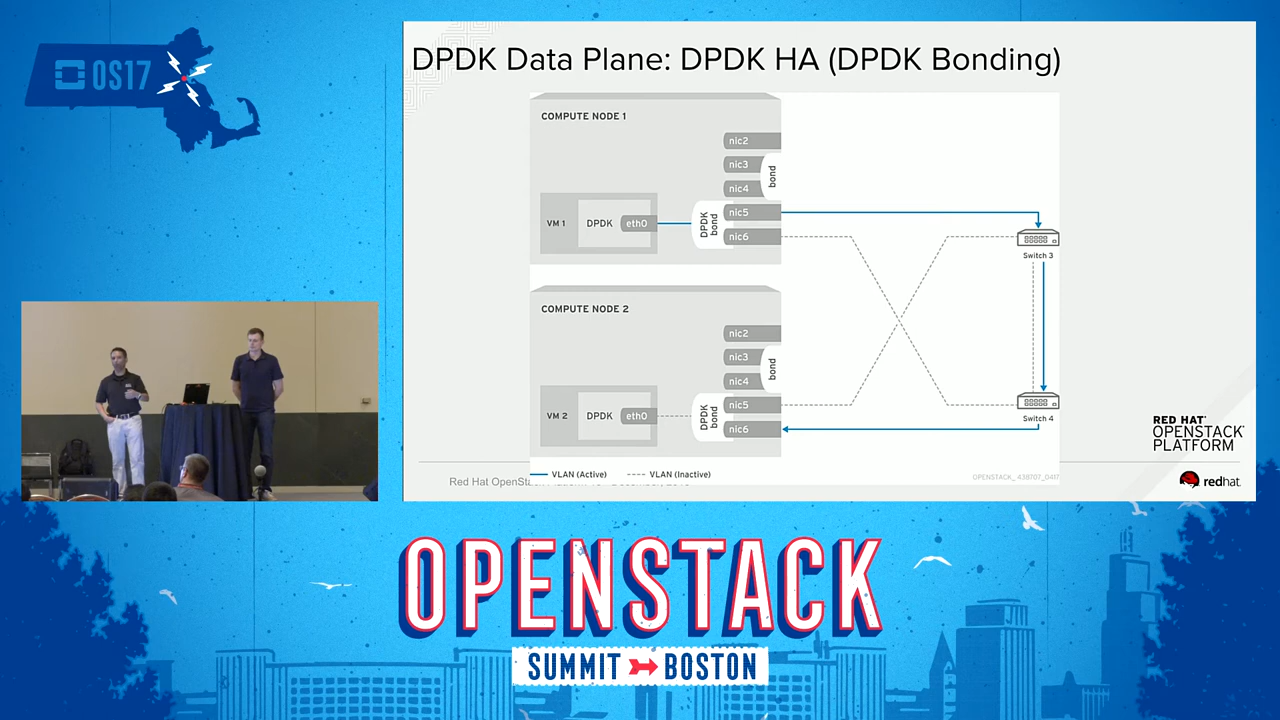 OS17
DPDK Data Plane: DPDK HA (DPDK Bonding)
COMPUTE NODE 1
nic2
nic3
nic4
bond
nic5
nic6
DPDK bond
VM 1
DPDK
eth0
Switch 3
COMPUTE NODE 2
nic2
nic3
nic4
bond
nic5
nic6
DPDK bond
VM 2
DPDK
eth0
Switch 4
VLAN (Active)
VLAN (Inactive)
OPENSTACK_438707_0417
Red Hat OpenSt
RED HAT
OPENSTACK
PLATFORM
redhat.
OPENSTACK
SUMMIT BOSTON